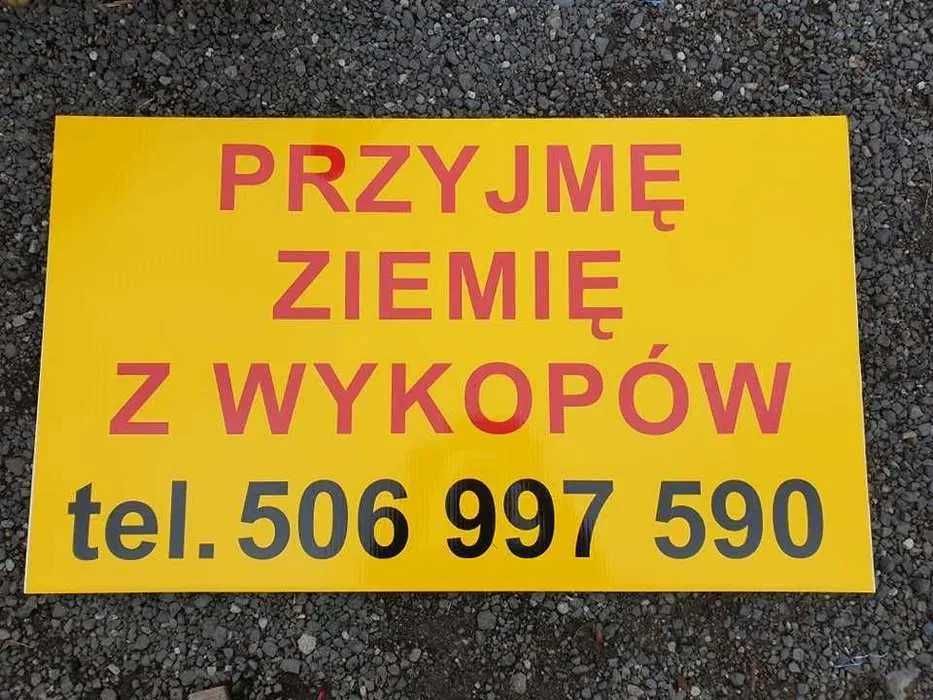 PRZYJMĘ
ZIEMIĘ
Z WYKOPÓW
tel. 506 997 590